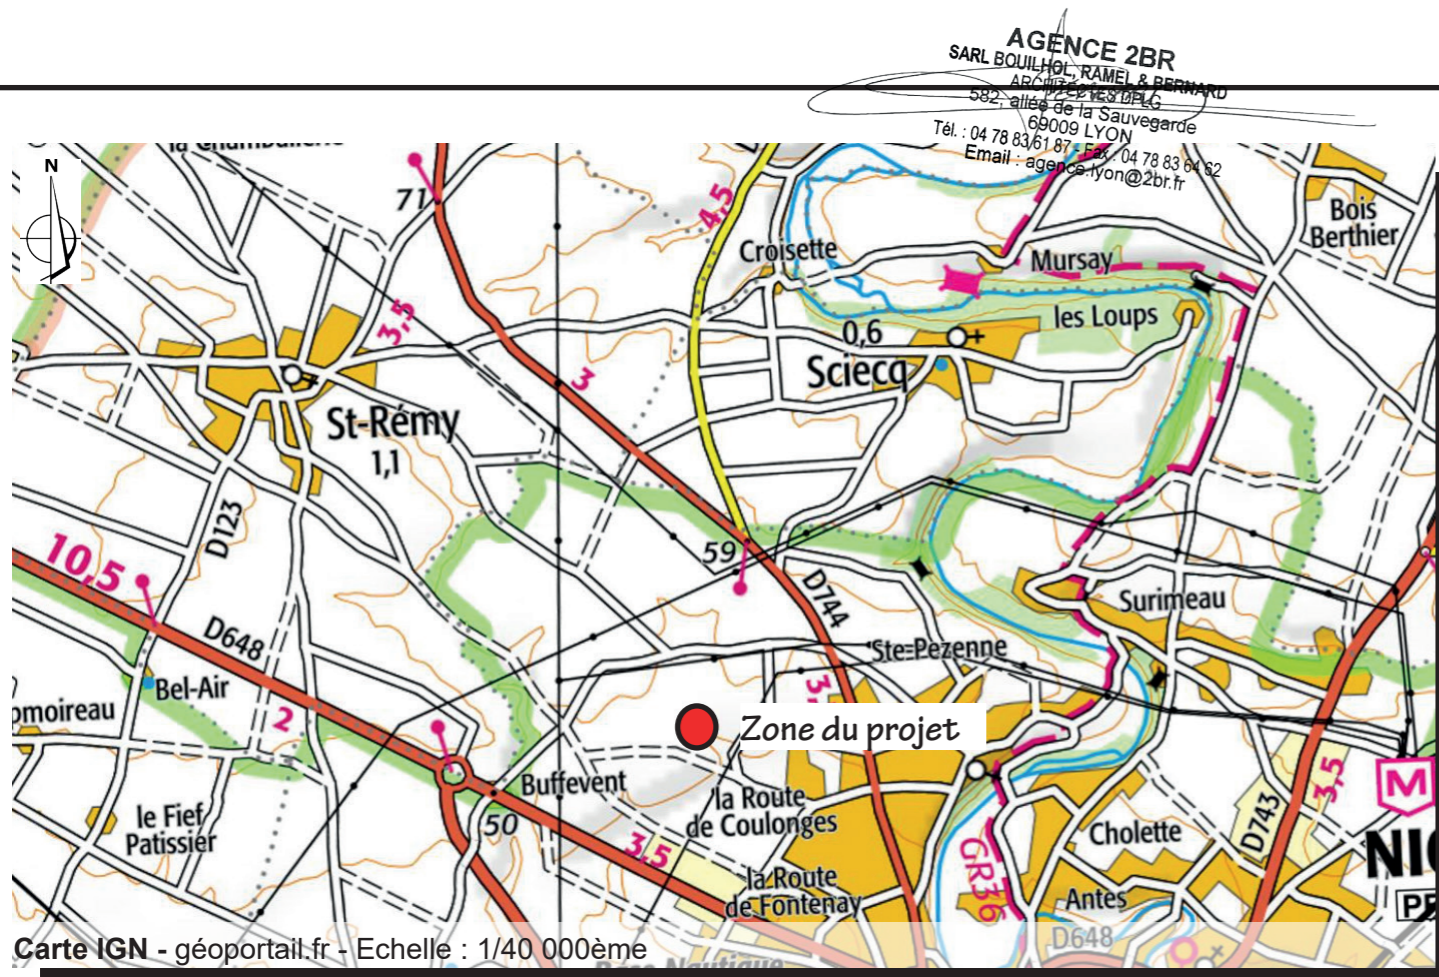 AGENCE 2BR
SARL BOUILHOL, RAMEL & BERNARD
ARCHITECTES DPLG
582, allée de la Sauvegarde
69009 LYON
Tél. : 04 78 83 61 87 - Fax : 04 78 83 64 62
Email : agence.lyon@2br.fr
N
71
4,5
Croisette
Mursay
Bois
Berthier
3,5
0,6
les Loups
Sciecq
3
St-Rémy
1,1
D123
10,5
59
D744
D648
Surimeau
Ste-Pezenne
Bel-Air
2
3,
Zone du projet
Buffevent
la Route
de Coulonges
le Fief
Patissier
50
3,5
Cholette
D743
3,5
M
la Route
de Fontenay
GR36
Antes
D648
Carte IGN - géoportail.fr - Echelle : 1/40 000ème